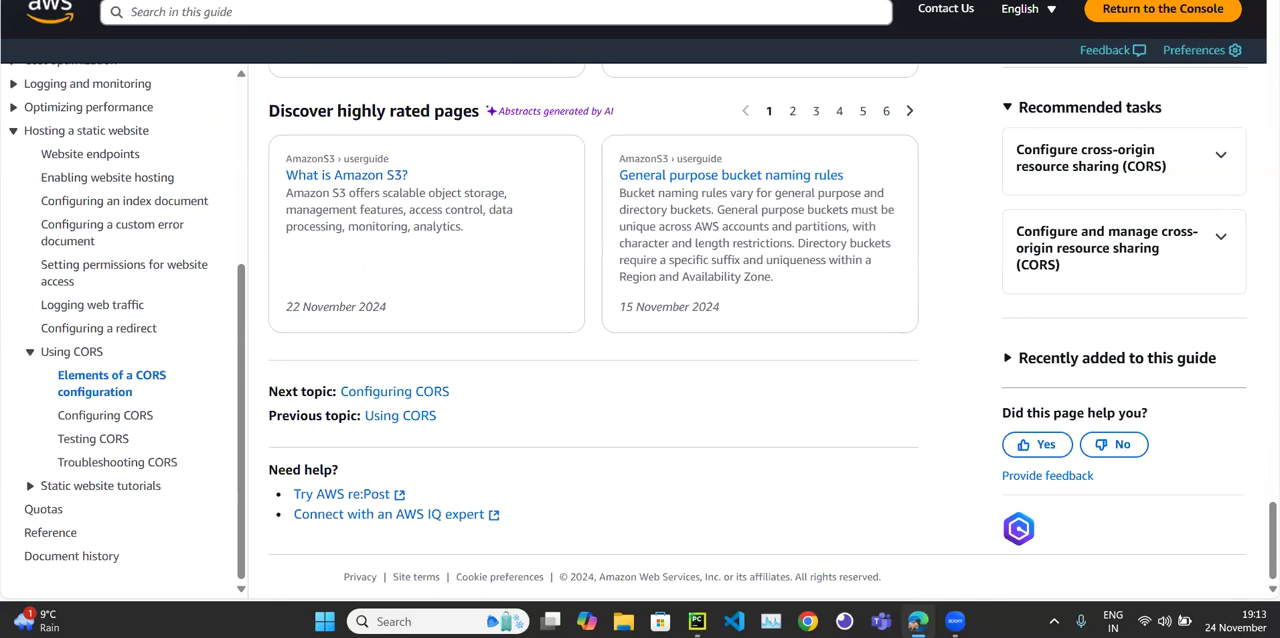 aws
Search in this guide
Contact Us
English
Return to the Console
Feedback
Preferences
Logging and monitoring
Optimizing performance
Hosting a static website
Website endpoints
Enabling website hosting
Configuring an index document
Configuring a custom error
document
Setting permissions for website
access
Logging web traffic
Configuring a redirect
Using CORS
Elements of a CORS
configuration
Configuring CORS
Testing CORS
Troubleshooting CORS
Static website tutorials
Quotas
Reference
Document history
Discover highly rated pages Abstracts generated by AI
1 2 3 4 5 6
AmazonS3 › userguide
What is Amazon S3?
Amazon S3 offers scalable object storage,
management features, access control, data
processing, monitoring, analytics.
22 November 2024
AmazonS3 › userguide
General purpose bucket naming rules
Bucket naming rules vary for general purpose and
directory buckets. General purpose buckets must be
unique across AWS accounts and partitions, with
character and length restrictions. Directory buckets
require a specific suffix and uniqueness within a
Region and Availability Zone.
15 November 2024
Next topic: Configuring CORS
Previous topic: Using CORS
Need help?
• Try AWS re:Post
• Connect with an AWS IQ expert
Privacy | Site terms | Cookie preferences | © 2024, Amazon Web Services, Inc. or its affiliates. All rights reserved.
Recommended tasks
Configure cross-origin
resource sharing (CORS)
Configure and manage cross-
origin resource sharing
(CORS)
Recently added to this guide
Did this page help you?
Yes
No
Provide feedback
1
9°C
Rain
Search
PC
zoom
ENG
IN
19:13
24 November